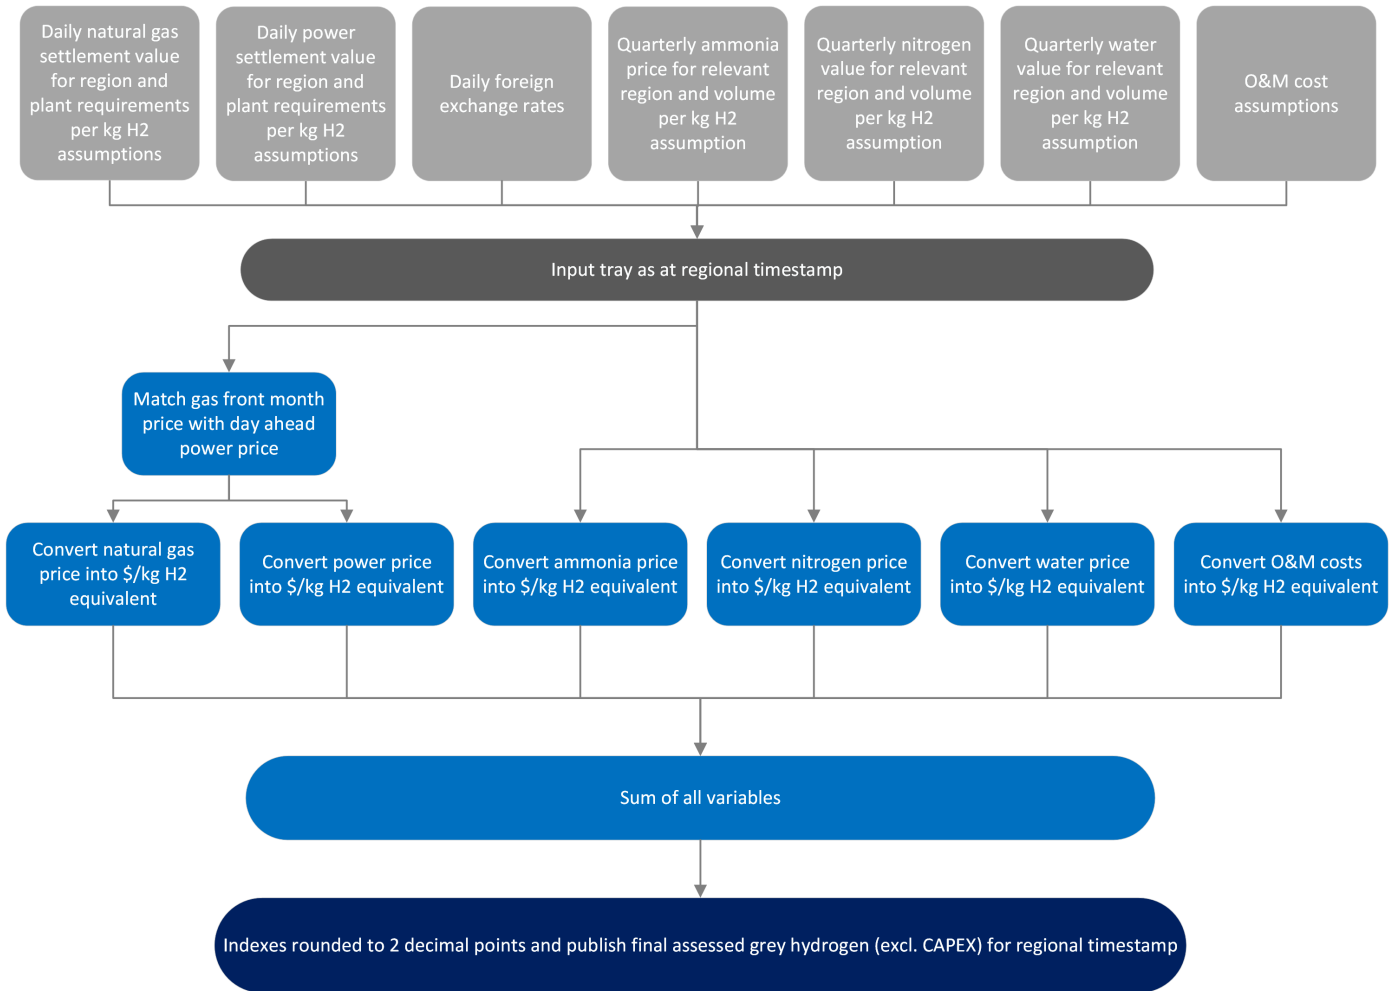 Daily natural gas
settlement value
for region and
plant requirements
per kg H2
assumptions
Daily power
settlement value
for region and
plant requirements
per kg H2
assumptions
Daily foreign
exchange rates
Quarterly ammonia
price for relevant
region and volume
per kg H2
assumption
Quarterly nitrogen
value for relevant
region and volume
per kg H2
assumption
Quarterly water
value for relevant
region and volume
per kg H2
assumption
O&M cost
assumptions
Input tray as at regional timestamp
Match gas front month
price with day ahead
power price
Convert natural gas
price into $/kg H2
equivalent
Convert power price
into $/kg H2 equivalent
Convert ammonia price
into $/kg H2 equivalent
Convert nitrogen price
into $/kg H2 equivalent
Convert water price
into $/kg H2 equivalent
Convert O&M costs
into $/kg H2 equivalent
Sum of all variables
Indexes rounded to 2 decimal points and publish final assessed grey hydrogen (excl. CAPEX) for regional timestamp